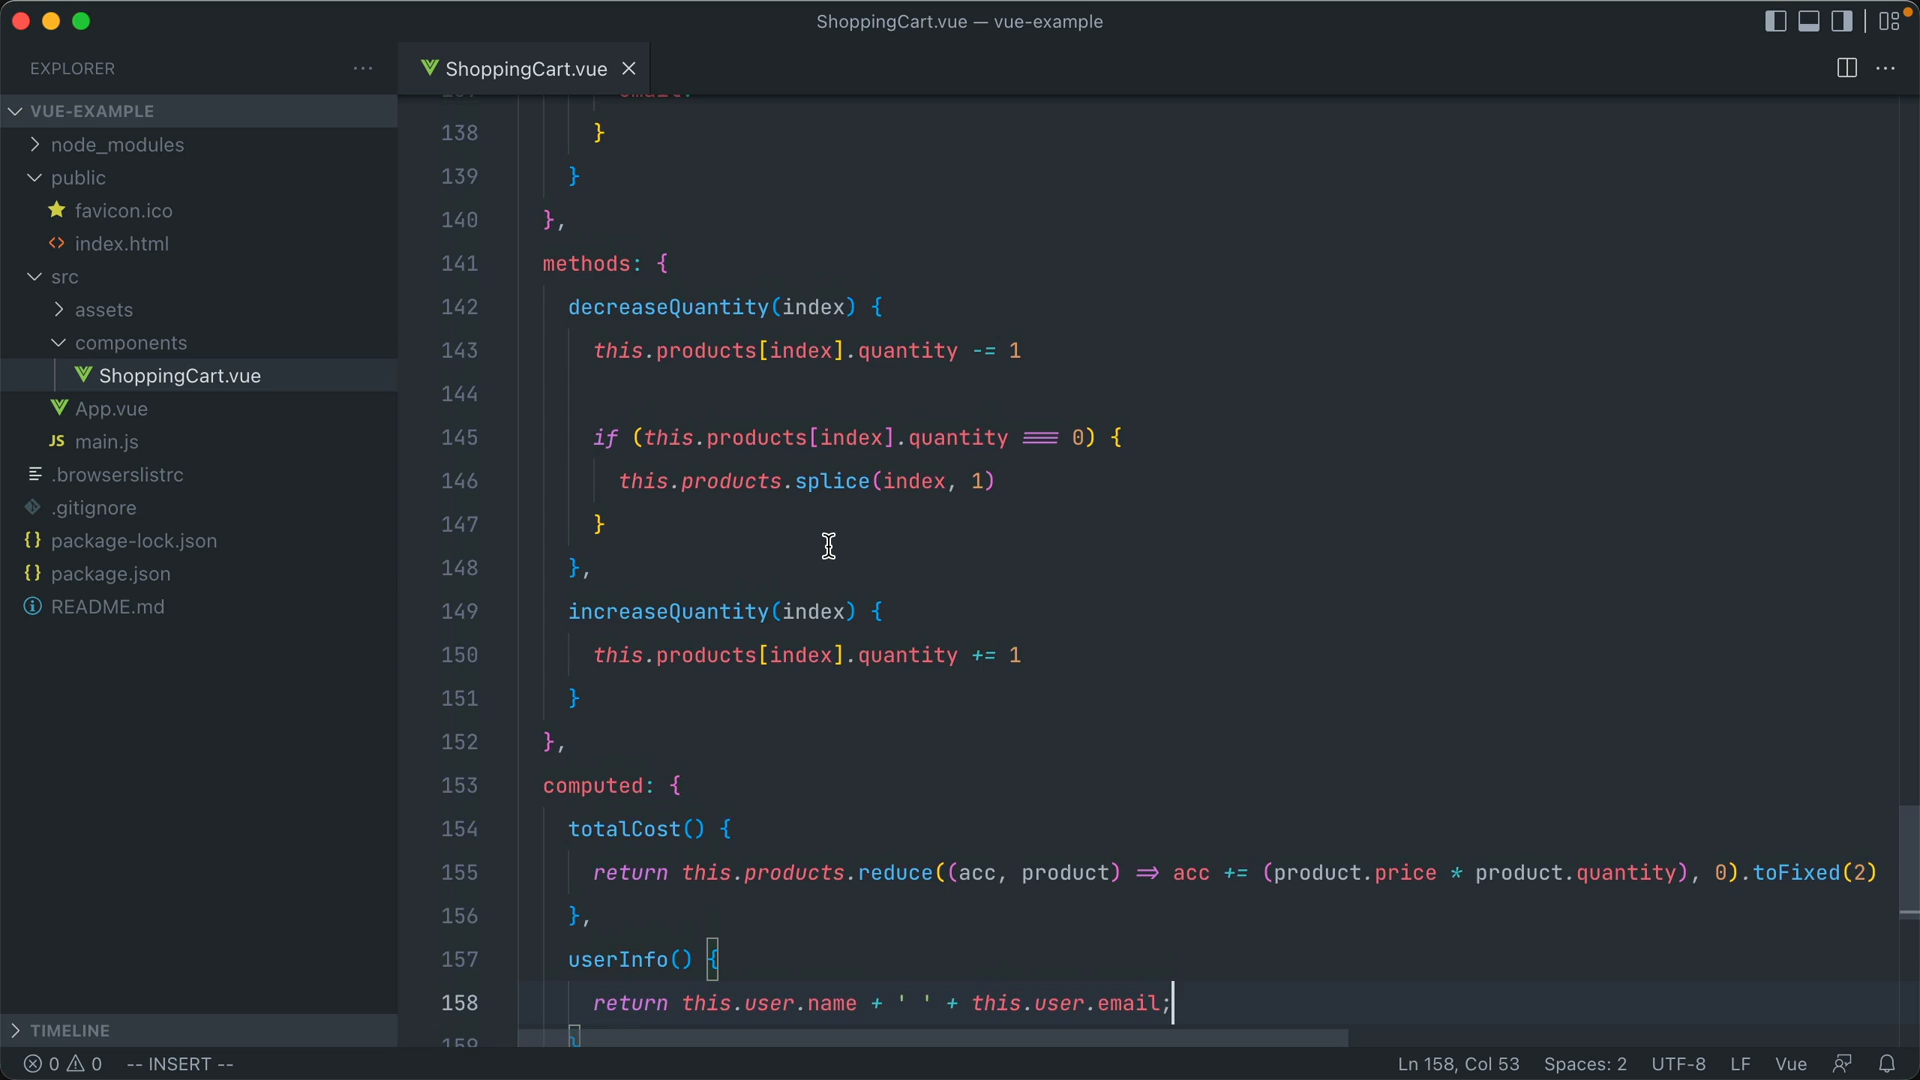 ShoppingCart.vue — vue-example
EXPLORER
ShoppingCart.vue
VUE-EXAMPLE
node_modules
public
favicon.ico
index.html
src
assets
components
ShoppingCart.vue
App.vue
JS main.js
.browserslistrc
.gitignore
{} package-lock.json
{} package.json
README.md
TIMELINE
138 }
139 }
140 },
141 methods: {
142 decreaseQuantity(index) {
143 this.products[index].quantity -= 1
144
145 if (this.products[index].quantity === 0) {
146 this.products.splice(index, 1)
147 }
148 },
149 increaseQuantity(index) {
150 this.products[index].quantity += 1
151 }
152 },
153 computed: {
154 totalCost() {
155 return this.products.reduce((acc, product) => acc += (product.price * product.quantity), 0).toFixed(2)
156 },
157 userInfo() {
158 return this.user.name + ' ' + this.user.email;
159 }
0 0 -- INSERT --
Ln 158, Col 53 Spaces: 2 UTF-8 LF Vue